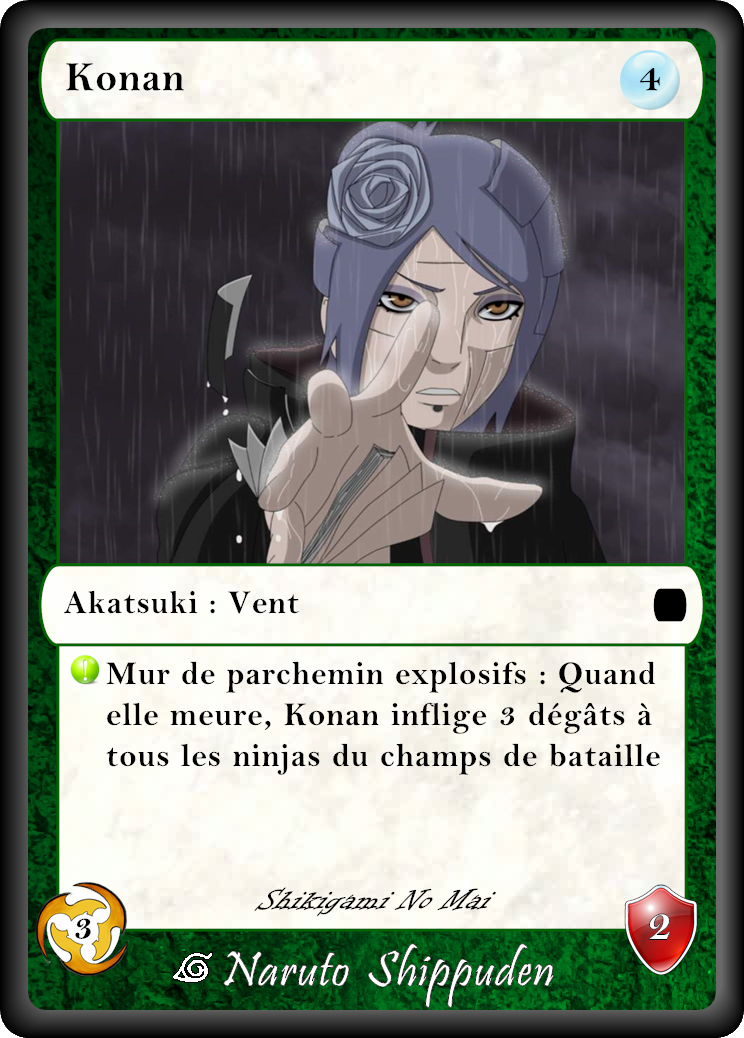 Konan
4
Akatsuki : Vent
Mur de parchemin explosifs : Quand
elle meure, Konan inflige 3 dégâts à
tous les ninjas du champs de bataille
Shikigami No Mai
3
2
Naruto Shippuden